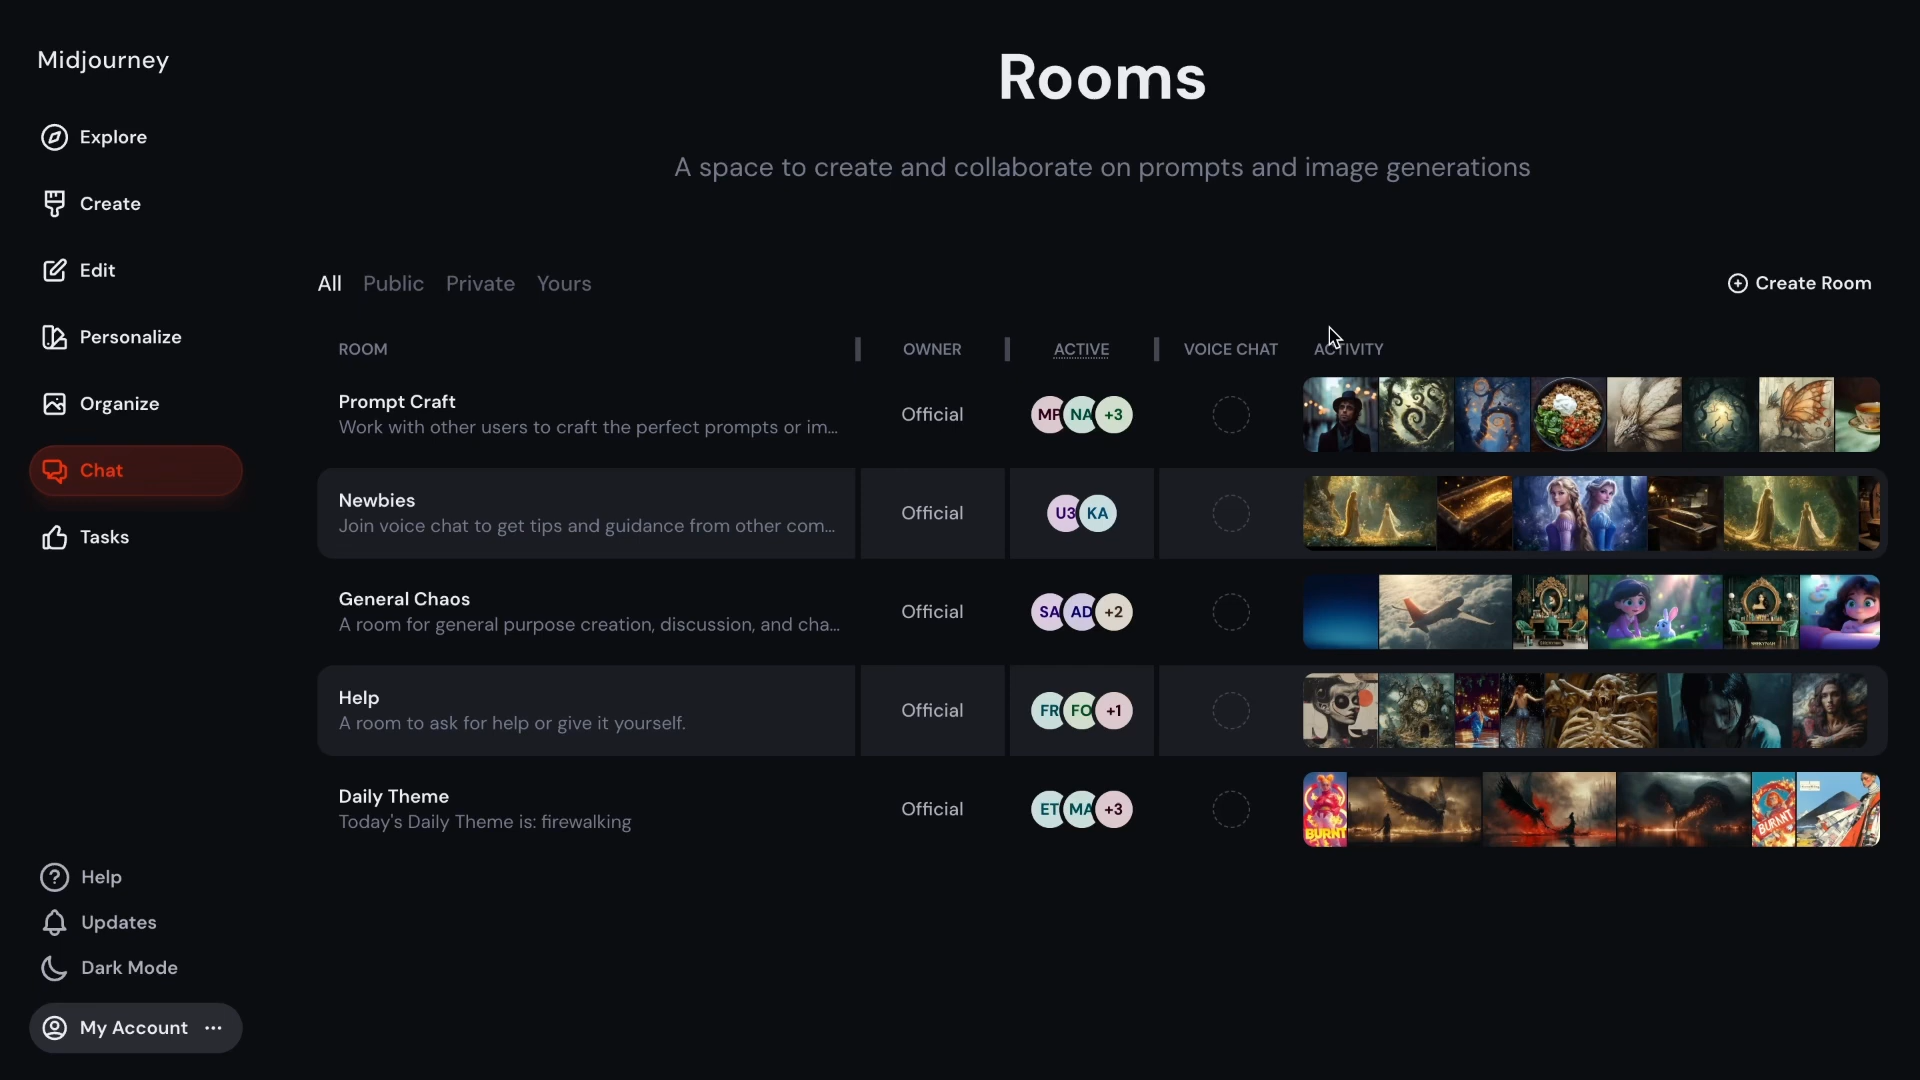 Midjourney
Explore
Create
Edit
Personalize
Organize
Chat
Tasks
Help
Updates
Dark Mode
My Account ···
Rooms
A space to create and collaborate on prompts and image generations
All Public Private Yours
Create Room
ROOM OWNER ACTIVE VOICE CHAT ACTIVITY
Prompt Craft
Work with other users to craft the perfect prompts or im...
Official
MP NA +3
Newbies
Join voice chat to get tips and guidance from other com...
Official
U3 KA
General Chaos
A room for general purpose creation, discussion, and cha...
Official
SA AD +2
Help
A room to ask for help or give it yourself.
Official
FR FO +1
Daily Theme
Today's Daily Theme is: firewalking
Official
ET MA +3
BURNT
BURANT